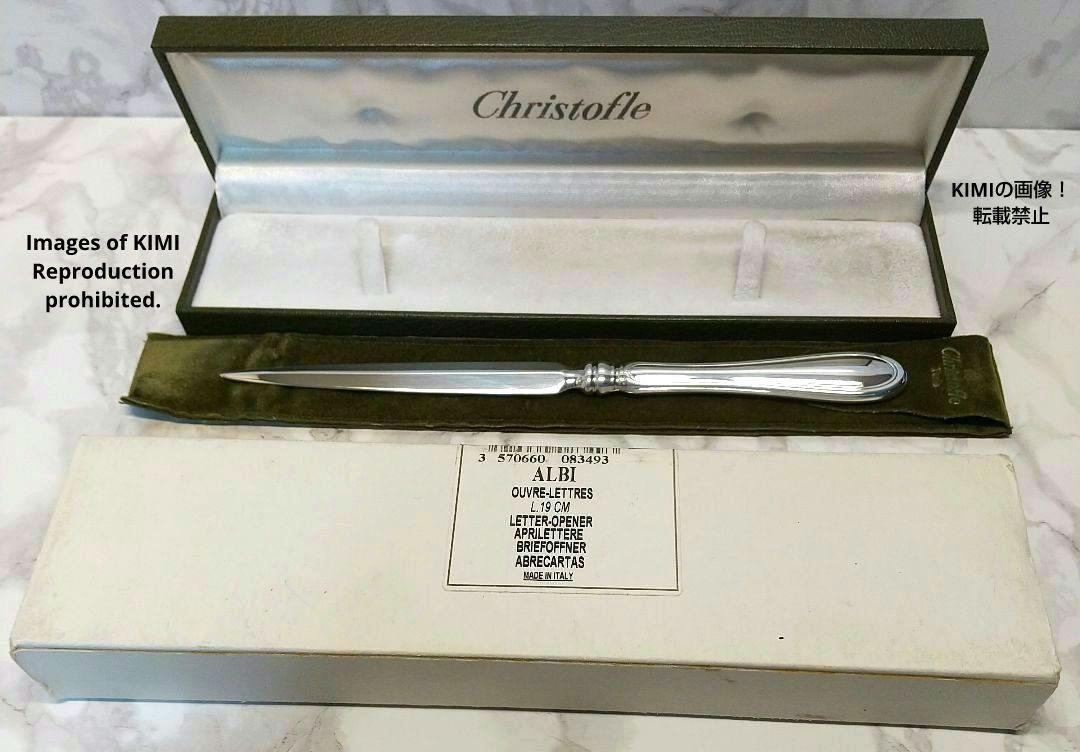 Christofle
KIMIの画像！
転載禁止
Images of KIMI
Reproduction
prohibited.
Christofle
3 570660 083493
ALBI
OUVRE-LETTRES
L.19 CM
LETTER-OPENER
APRILETTERE
BRIEFOFFNER
ABRECARTAS
MADE IN ITALY